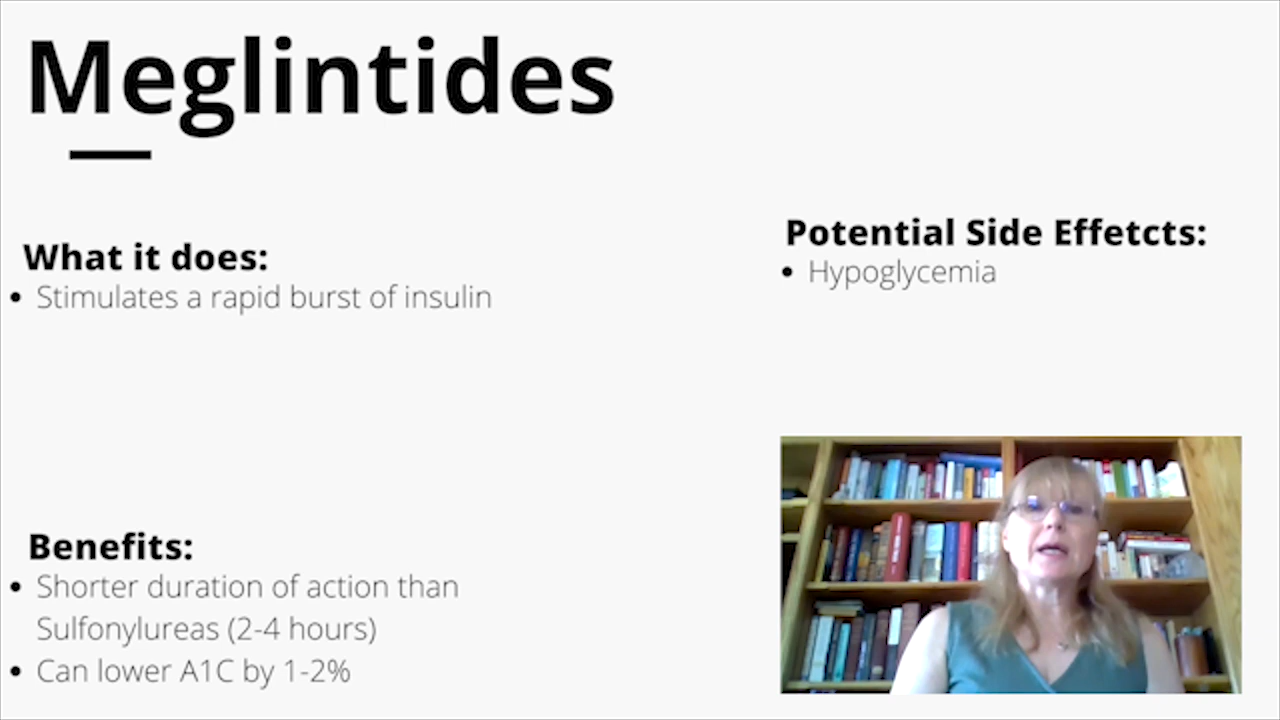 Meglintides
What it does:
• Stimulates a rapid burst of insulin
Benefits:
• Shorter duration of action than
Sulfonylureas (2-4 hours)
• Can lower A1C by 1-2%
Potential Side Effetcts:
• Hypoglycemia